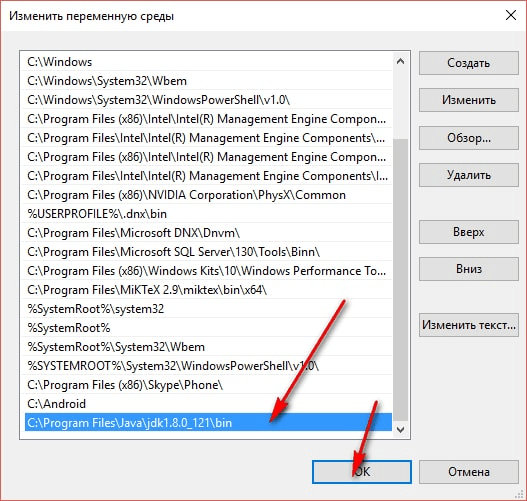 Изменить переменную среды
C:\Windows
C:\Windows\System32\Wbem
C:\Windows\System32\WindowsPowerShell\v1.0\
C:\Program Files (x86)\Intel\Intel(R) Management Engine Compon...
C:\Program Files\Intel\Intel(R) Management Engine Components\...
C:\Program Files (x86)\Intel\Intel(R) Management Engine Compon...
C:\Program Files\Intel\Intel(R) Management Engine Components\I...
C:\Program Files (x86)\NVIDIA Corporation\PhysX\Common
%USERPROFILE%\.dnx\bin
C:\Program Files\Microsoft DNX\Dnvm\
C:\Program Files\Microsoft SQL Server\130\Tools\Binn\
C:\Program Files (x86)\Windows Kits\10\Windows Performance To...
C:\Program Files\MiKTeX 2.9\miktex\bin\x64\
%SystemRoot%\system32
%SystemRoot%
%SystemRoot%\System32\Wbem
%SYSTEMROOT%\System32\WindowsPowerShell\v1.0\
C:\Program Files (x86)\Skype\Phone\
C:\Android
C:\Program Files\Java\jdk1.8.0_121\bin
Создать
Изменить
Обзор...
Удалить
Вверх
Вниз
Изменить текст...
OK
Отмена